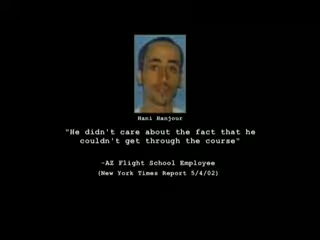 Hani Hanjour
"He didn't care about the fact that he
couldn't get through the course"
-AZ Flight School Employee
(New York Times Report 5/4/02)